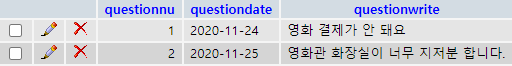 questionnu questiondate questionwrite
1 2020-11-24 영화 결제가 안 돼요
2 2020-11-25 영화관 화장실이 너무 지저분 합니다.